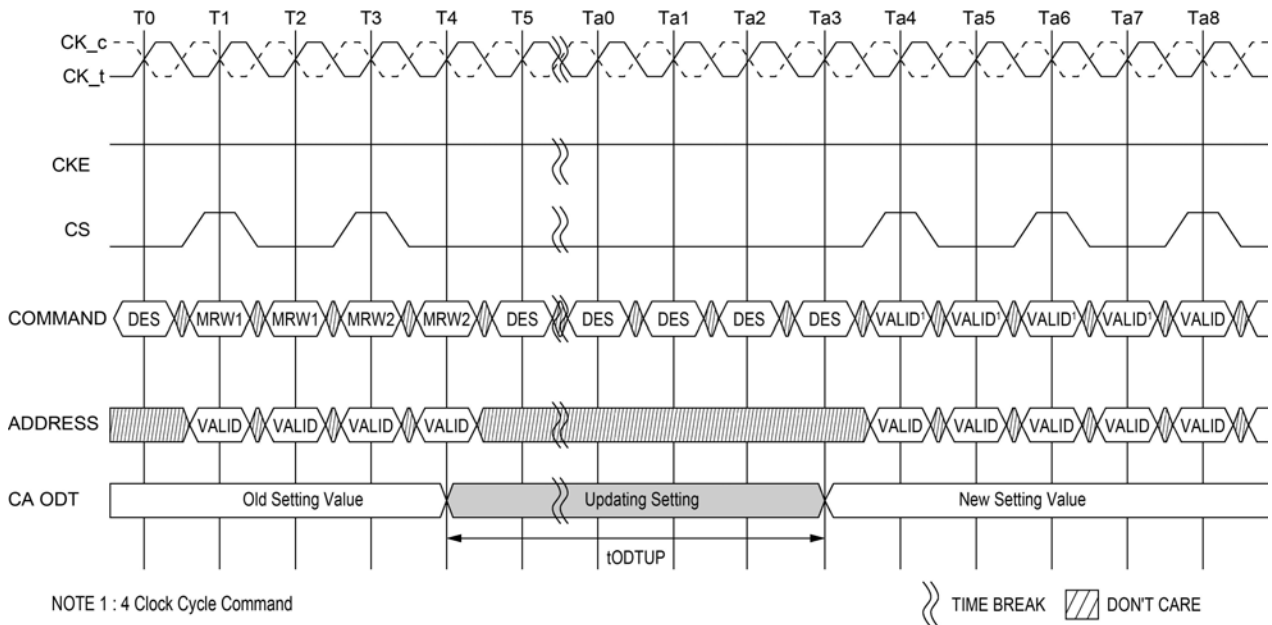 T0 T1 T2 T3 T4 T5 Ta0 Ta1 Ta2 Ta3 Ta4 Ta5 Ta6 Ta7 Ta8
CK_c
CK_t
CKE
CS
COMMAND DES MRW1 MRW1 MRW2 MRW2 DES DES DES DES DES VALID¹ VALID¹ VALID¹ VALID¹ VALID
ADDRESS VALID VALID VALID VALID VALID VALID VALID VALID VALID
CA ODT Old Setting Value Updating Setting New Setting Value
tODTUP
NOTE 1 : 4 Clock Cycle Command TIME BREAK DON'T CARE